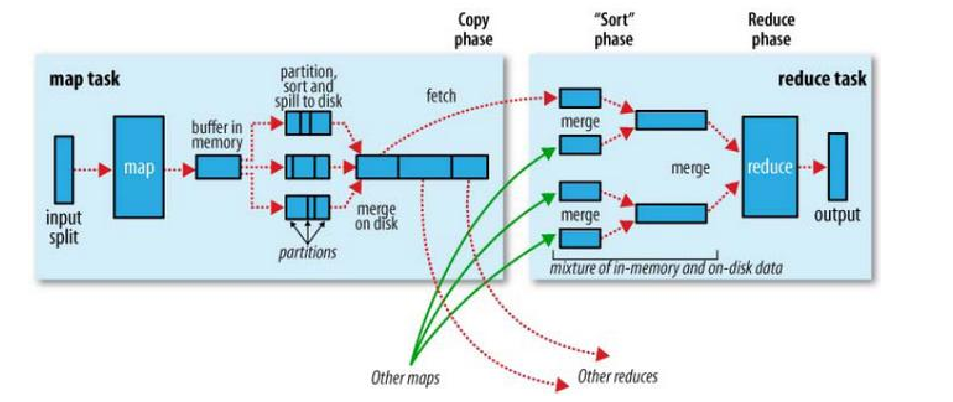 Copy
phase
"Sort"
phase
Reduce
phase
map task
partition,
sort and
spill to disk
fetch
reduce task
buffer in
memory
merge
map
merge
reduce
input
split
merge
on disk
merge
output
partitions
mixture of in-memory and on-disk data
Other maps
Other reduces